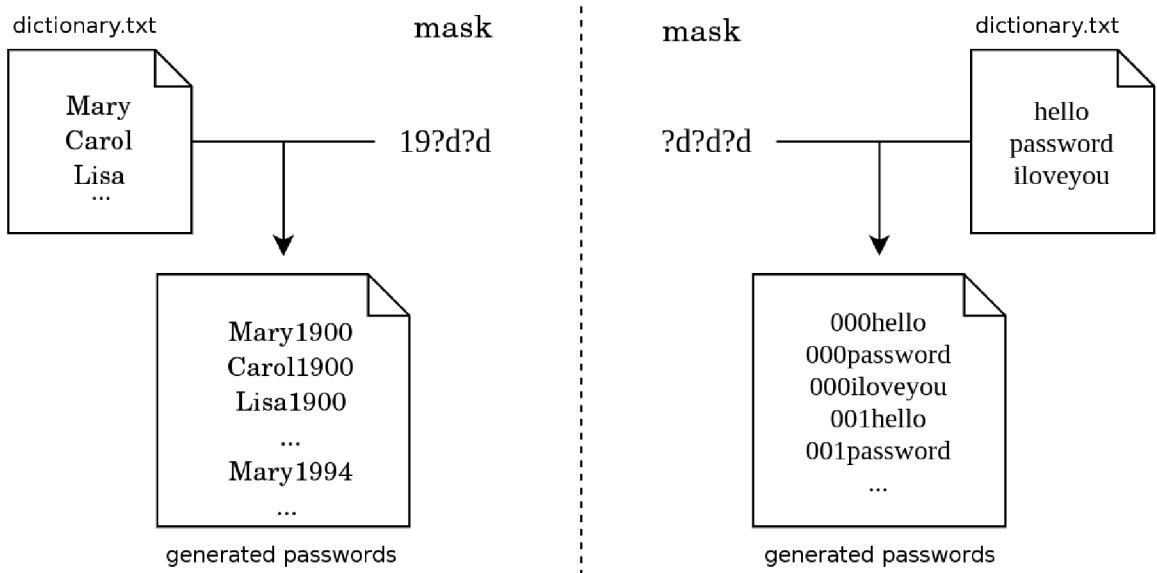 dictionary.txt
mask
Mary
Carol
Lisa
...
19?d?d
Mary1900
Carol1900
Lisa1900
...
Mary1994
...
generated passwords
mask
dictionary.txt
?d?d?d
hello
password
iloveyou
000hello
000password
000iloveyou
001hello
001password
...
generated passwords